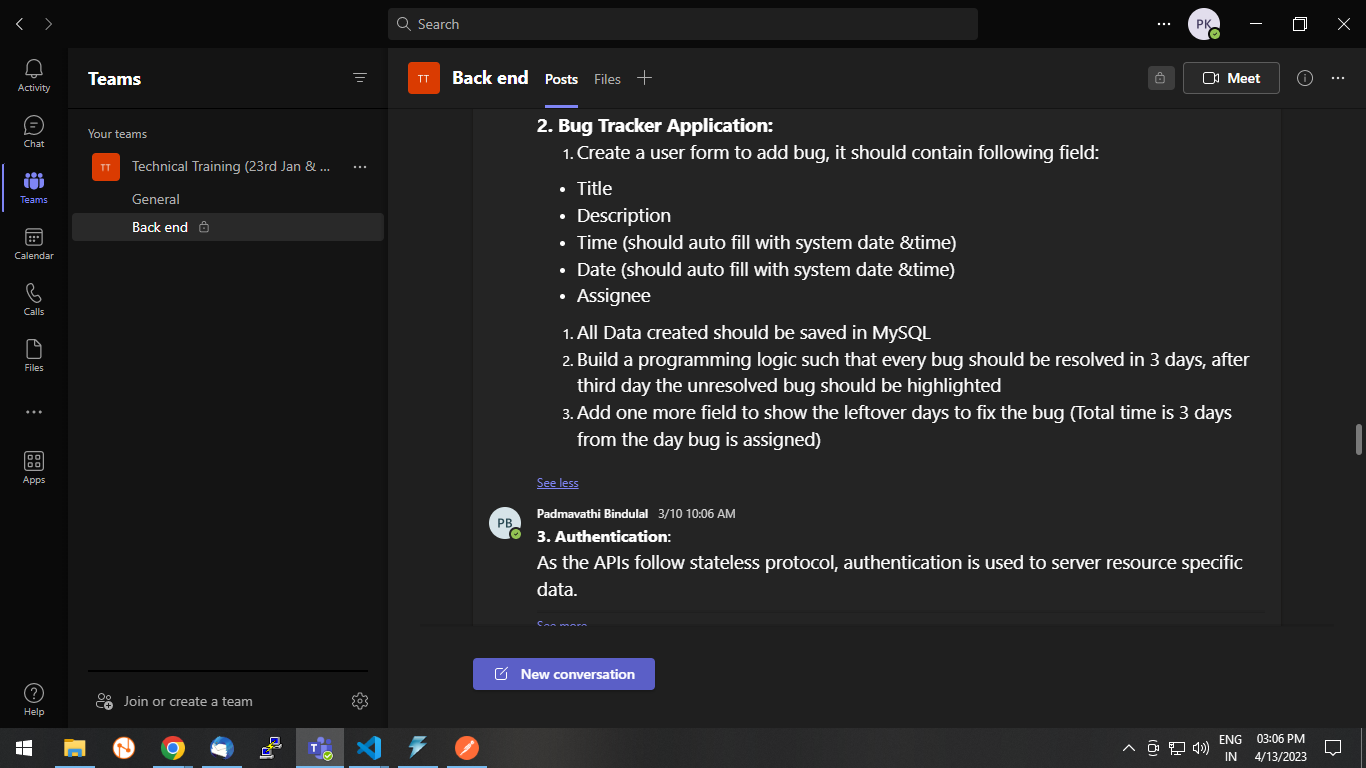 Search
PK
Activity
Chat
Teams
Calendar
Calls
Files
Apps
Help
Teams
Your teams
TT
Technical Training (23rd Jan & ...
General
Back end
Join or create a team
TT
Back end
Posts
Files
Meet
2. Bug Tracker Application:
1. Create a user form to add bug, it should contain following field:
• Title
• Description
• Time (should auto fill with system date &time)
• Date (should auto fill with system date &time)
• Assignee
1. All Data created should be saved in MySQL
2. Build a programming logic such that every bug should be resolved in 3 days, after
third day the unresolved bug should be highlighted
3. Add one more field to show the leftover days to fix the bug (Total time is 3 days
from the day bug is assigned)
See less
PB
Padmavathi Bindulal 3/10 10:06 AM
3. Authentication:
As the APIs follow stateless protocol, authentication is used to server resource specific
data.
See more
New conversation
ENG
IN
03:06 PM
4/13/2023